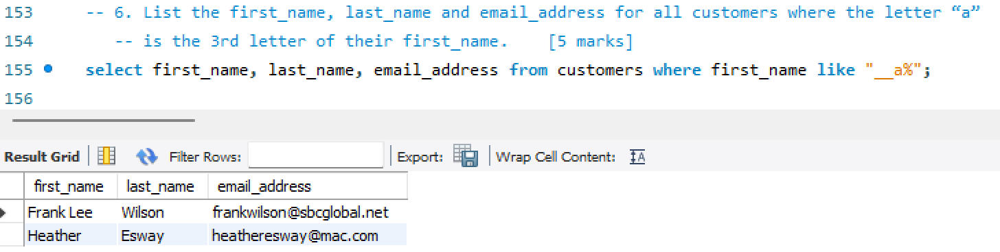 153 -- 6. List the first_name, last_name and email_address for all customers where the letter “a”
154 -- is the 3rd letter of their first_name. [5 marks]
155 select first_name, last_name, email_address from customers where first_name like "__a%";
156
Result Grid Filter Rows: Export: Wrap Cell Content:
first_name last_name email_address
Frank Lee Wilson frankwilson@sbcglobal.net
Heather Esway heatheresway@mac.com